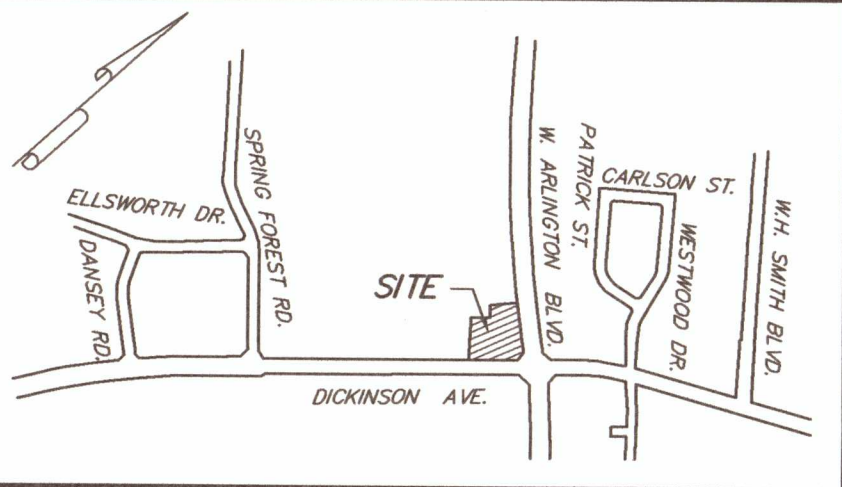 ELLSWORTH DR.
DANSEY RD.
SPRING FOREST RD.
SITE
W. ARLINGTON BLVD.
PATRICK ST.
CARLSON ST.
WESTWOOD DR.
W.H. SMITH BLVD.
DICKINSON AVE.